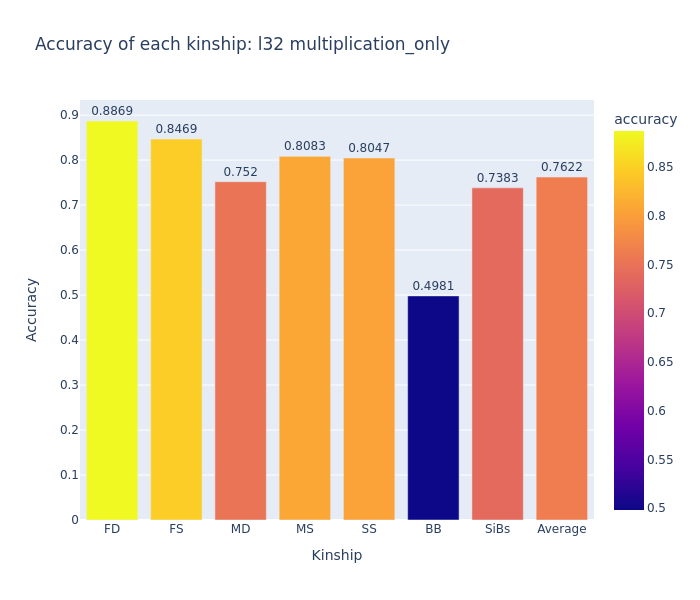 Accuracy of each kinship: l32 multiplication_only
accuracy
0.9
0.8
0.7
0.6
0.5
0.4
0.3
0.2
0.1
0
Accuracy
0.8869
0.8469
0.752
0.8083
0.8047
0.4981
0.7383
0.7622
FD
FS
MD
MS
SS
BB
SiBs
Average
Kinship
0.85
0.8
0.75
0.7
0.65
0.6
0.55
0.5